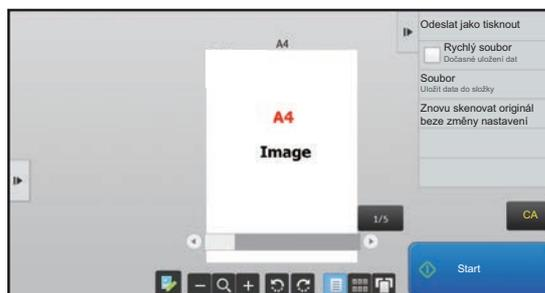 A4
A4
Image
1/5
Odeslat jako tisknout
Rychlý soubor
Dočasné uložení dat
Soubor
Uložit data do složky
Znovu skenovat originál
beze změny nastavení
CA
Start